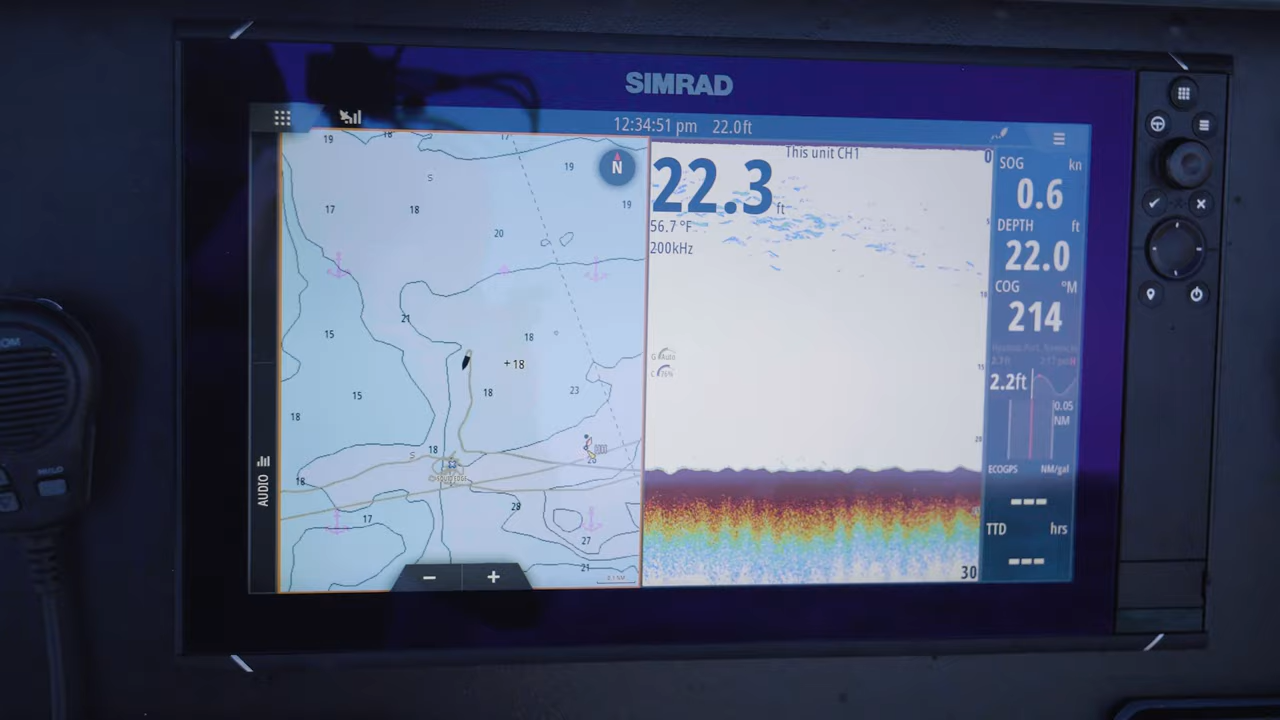 SIMRAD
12:34:51 pm 22.0ft
19
18
17
S
19
17
18
19
20
21
15
18
+18
15
18
23
18
18
S
18
28
17
27
21
− +
AUDIO
N
This unit CH1
0
22.3 ft
56.7 °F
200kHz
G Auto
C 76%
30
SOG kn
0.6
DEPTH ft
22.0
COG °M
214
2.2ft
0.05
NM
ECOGPS NM/gal
---
TTD hrs
---